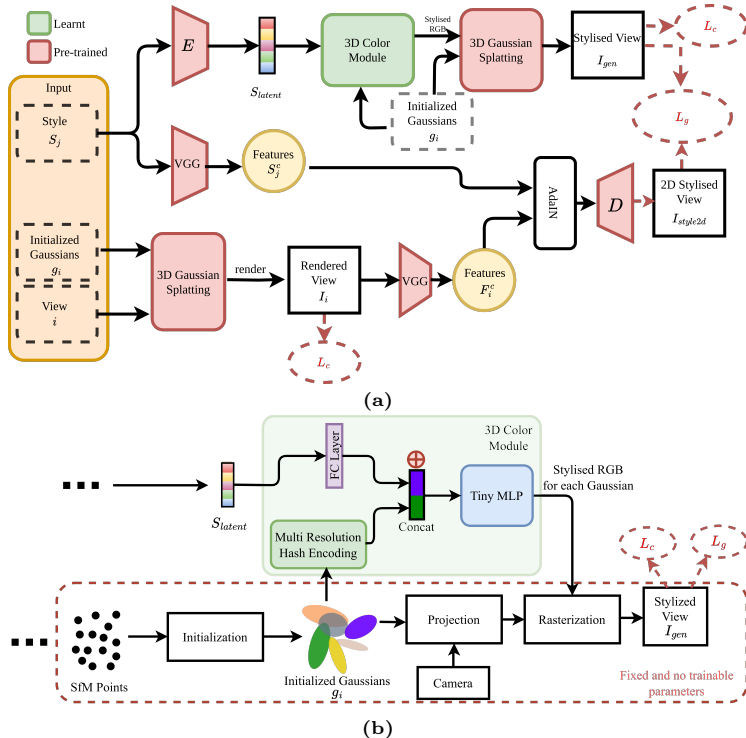 Learnt
Pre-trained
Input
Style
S_j
Initialized
Gaussians
g_i
View
i
E
S_latent
3D Color
Module
Stylised
RGB
3D Gaussian
Splatting
Stylised View
I_gen
L_c
Initialized
Gaussians
g_i
L_g
VGG
Features
S_j^c
AdaIN
D
2D Stylised
View
I_style2d
3D Gaussian
Splatting
render
Rendered
View
I_i
VGG
Features
F_i^c
L_c
(a)
3D Color
Module
FC Layer
S_latent
Concat
Tiny MLP
Stylised RGB
for each Gaussian
Multi Resolution
Hash Encoding
L_c
L_g
SfM Points
Initialization
Initialized Gaussians
g_i
Projection
Camera
Rasterization
Stylized
View
I_gen
Fixed and no trainable
parameters
(b)